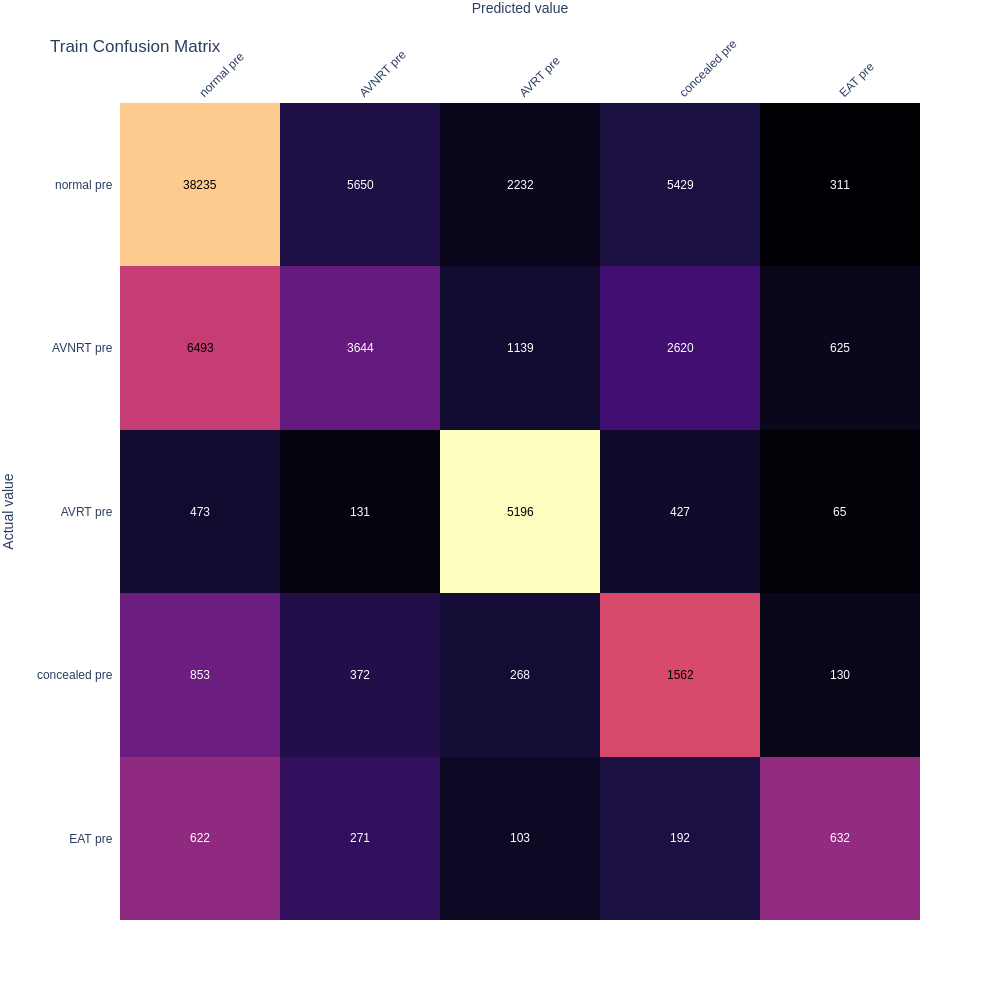 Predicted value
Train Confusion Matrix
normal pre
AVNRT pre
AVRT pre
concealed pre
EAT pre
normal pre 38235 5650 2232 5429 311
AVNRT pre 6493 3644 1139 2620 625
Actual value
AVRT pre 473 131 5196 427 65
concealed pre 853 372 268 1562 130
EAT pre 622 271 103 192 632